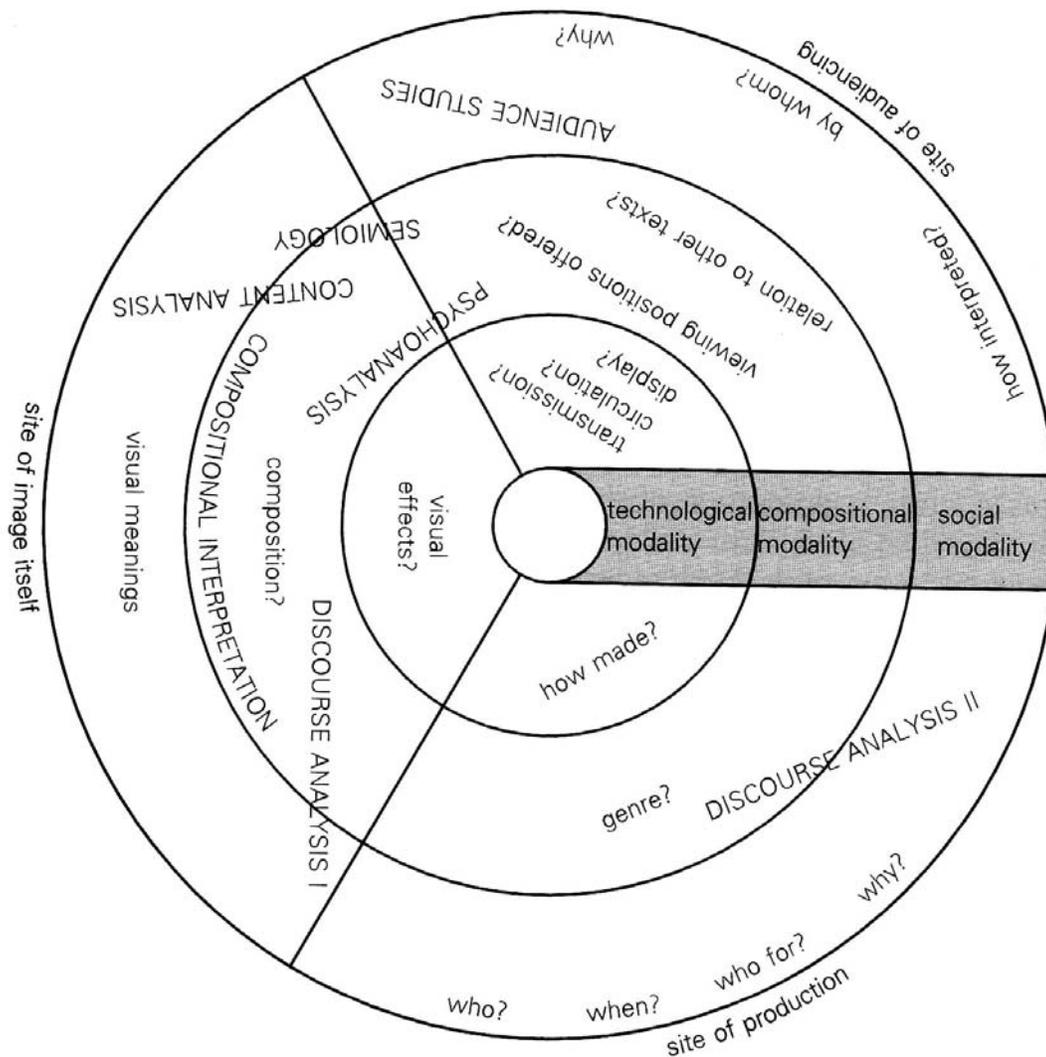 why?
AUDIENCE STUDIES
by whom?
site of audiencing
how interpreted?
relation to other texts?
viewing positions offered?
display?
circulation?
transmission?
SEMIOLOGY
CONTENT ANALYSIS
PSYCHOANALYSIS
COMPOSITIONAL INTERPRETATION
site of image itself
visual meanings
composition?
visual
effects?
DISCOURSE ANALYSIS I
technological
modality
compositional
modality
social
modality
how made?
genre?
DISCOURSE ANALYSIS II
why?
who for?
when?
who?
site of production